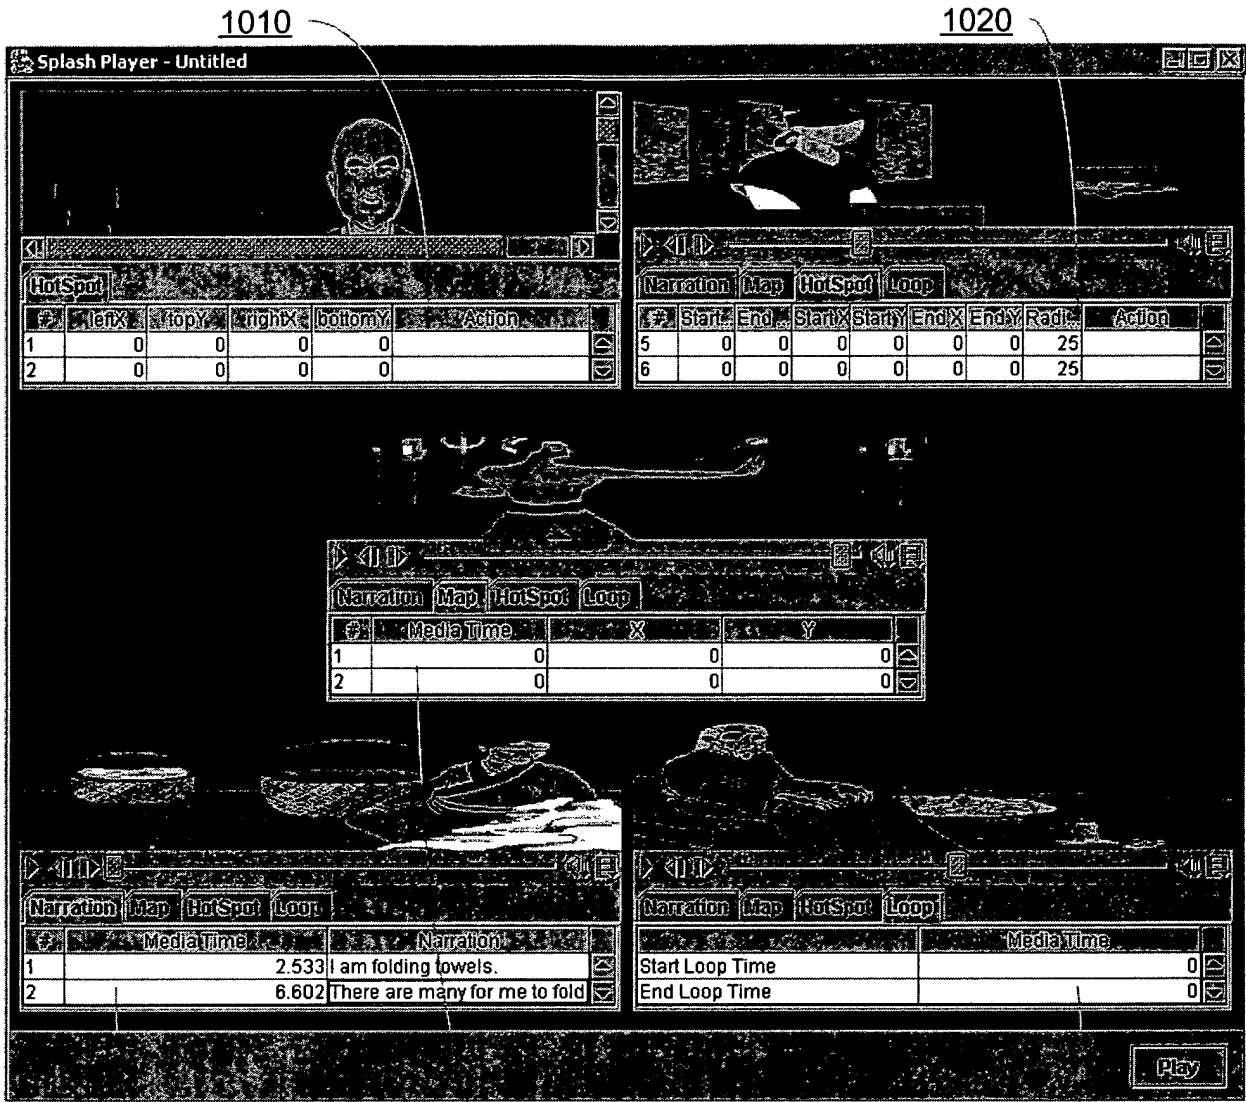 1010
1020
Splash Player - Untitled
HotSpot
# leftX topY rightX bottomY Action
1 0 0 0 0
2 0 0 0 0
Narration Map HotSpot Loop
# Start... End ... Start X Start Y End X End Y Radi... Action
5 0 0 0 0 0 0 25
6 0 0 0 0 0 0 25
Narration Map HotSpot Loop
# Media Time X Y
1 0 0 0
2 0 0 0
Narration Map HotSpot Loop
# Media Time Narration
1 2.533 I am folding towels.
2 6.602 There are many for me to fold
Narration Map HotSpot Loop
Media Time
Start Loop Time 0
End Loop Time 0
Play